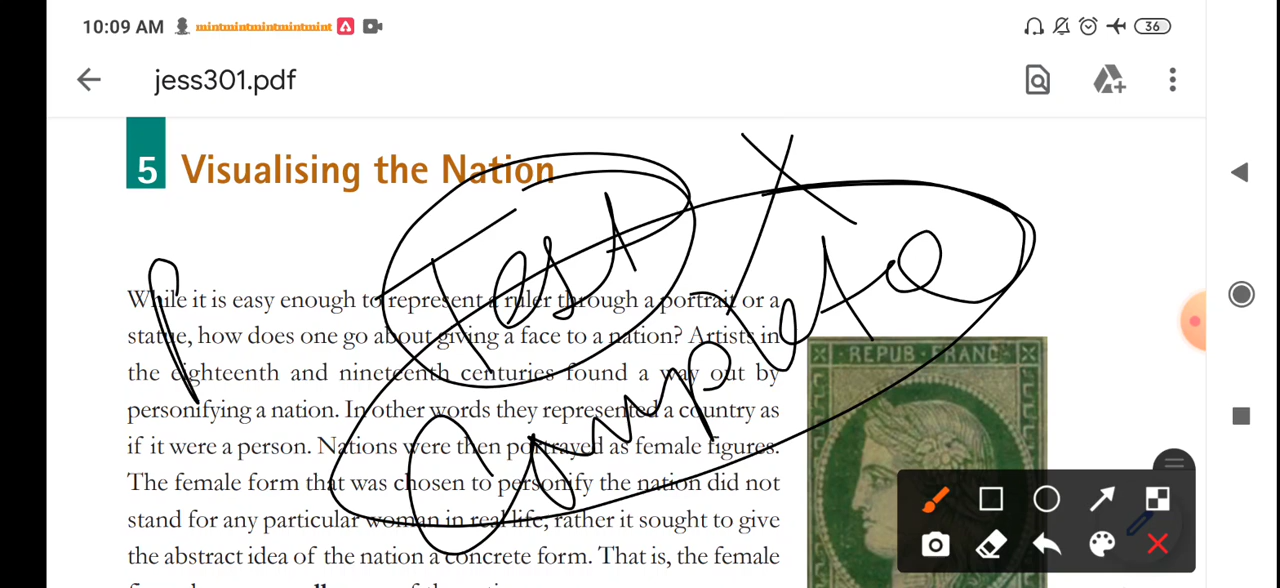 10:09 AM mintmintmintmintmint 36
jess301.pdf
5 Visualising the Nation
Test
Complete
While it is easy enough to represent a ruler through a portrait or a
statue, how does one go about giving a face to a nation? Artists in
the eighteenth and nineteenth centuries found a way out by
personifying a nation. In other words they represented a country as
if it were a person. Nations were then portrayed as female figures.
The female form that was chosen to personify the nation did not
stand for any particular woman in real life, rather it sought to give
the abstract idea of the nation a concrete form. That is, the female
REPUB FRANC